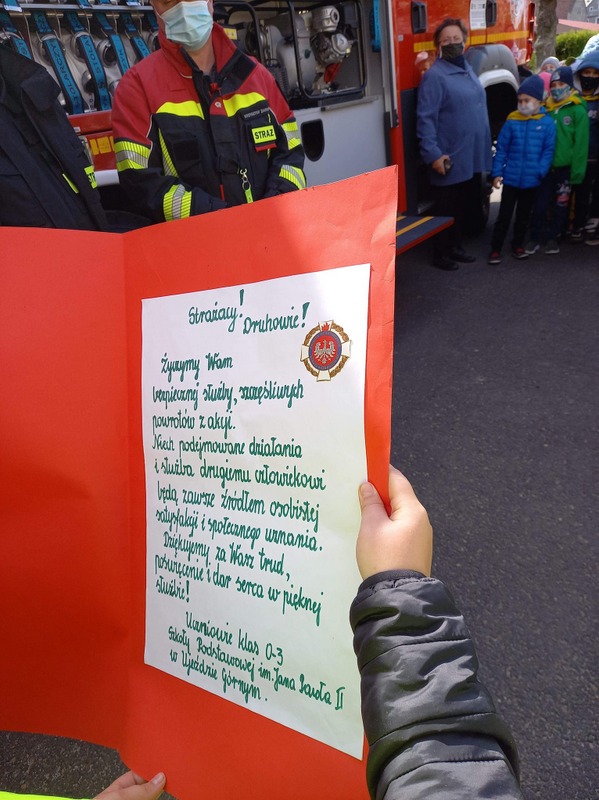 STRAŻ
Strażacy! Druhowie!
Życzymy Wam
bezpiecznej służby, szczęśliwych
powrotów z akcji.
Niech podejmowane działania
i służba drugiemu człowiekowi
będą zawsze źródłem osobistej
satysfakcji i społecznego uznania.
Dziękujemy za Wasz trud,
poświęcenie i dar serca w pięknej
służbie!
Uczniowie klas 0-3
Szkoły Podstawowej im. Jana Pawła II
w Ujeździe Górnym.